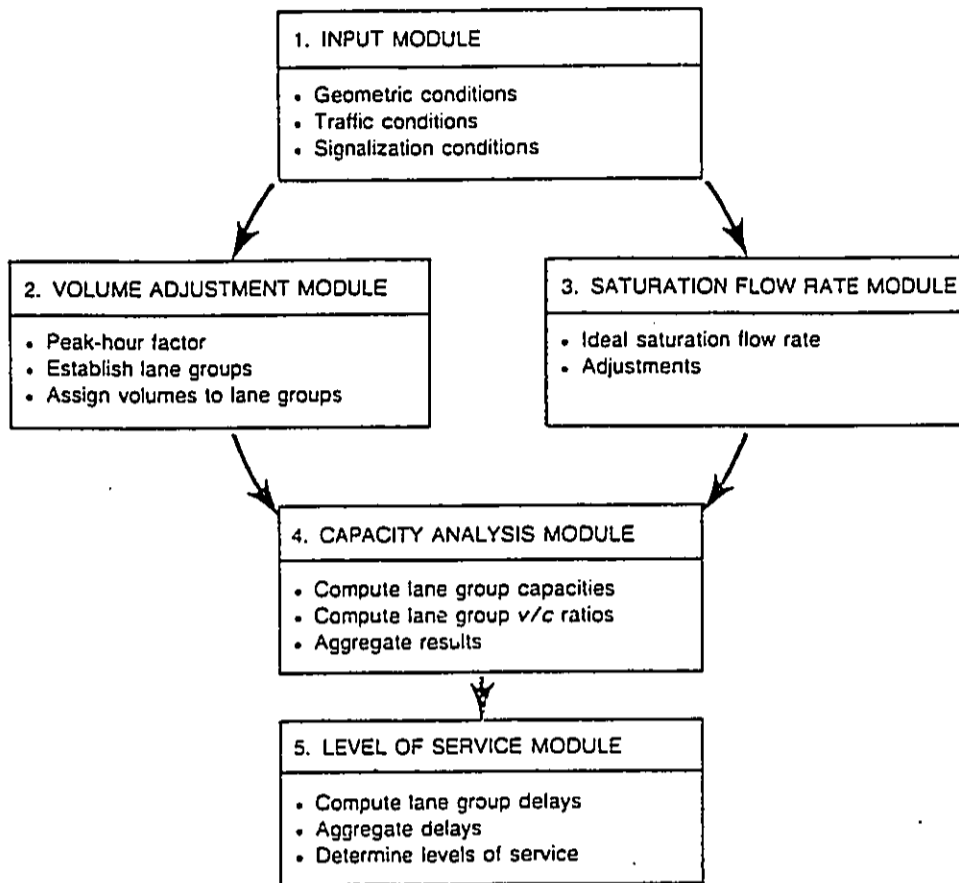 1. INPUT MODULE
• Geometric conditions
• Traffic conditions
• Signalization conditions
2. VOLUME ADJUSTMENT MODULE
• Peak-hour factor
• Establish lane groups
• Assign volumes to lane groups
3. SATURATION FLOW RATE MODULE
• Ideal saturation flow rate
• Adjustments
4. CAPACITY ANALYSIS MODULE
• Compute lane group capacities
• Compute lane group v/c ratios
• Aggregate results
5. LEVEL OF SERVICE MODULE
• Compute lane group delays
• Aggregate delays
• Determine levels of service